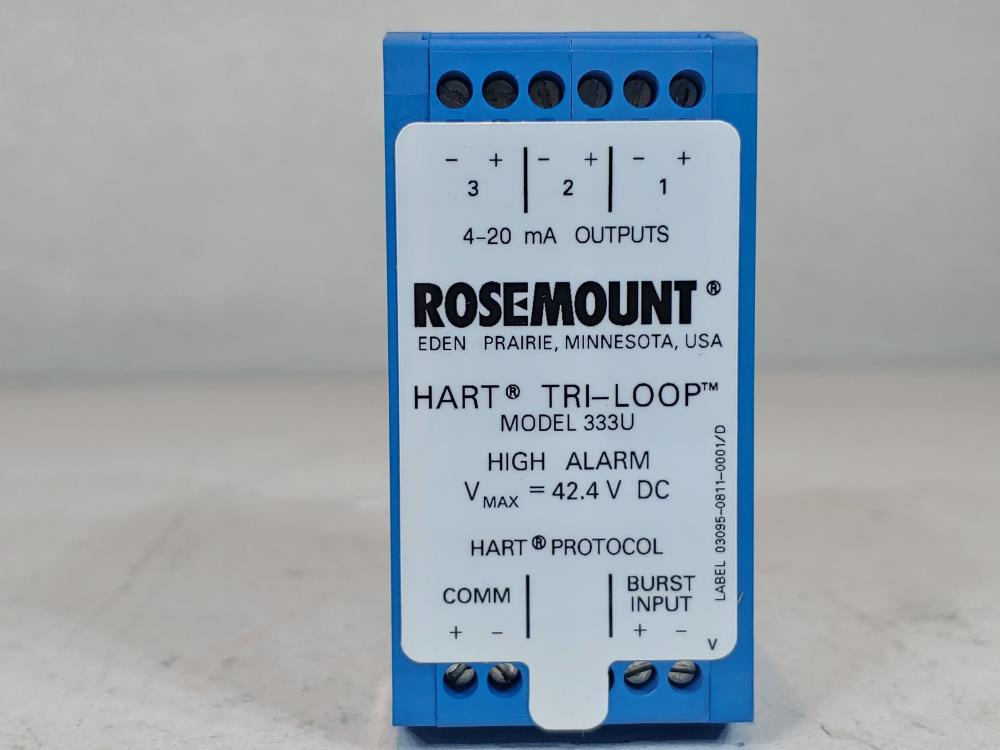 − + − + − +
3 2 1
4-20 mA OUTPUTS
ROSEMOUNT®
EDEN PRAIRIE, MINNESOTA, USA
HART® TRI-LOOP™
MODEL 333U
HIGH ALARM
VMAX = 42.4 V DC
HART® PROTOCOL
COMM
+ −
BURST
INPUT
+ −
V
LABEL 03095-0811-0001/D